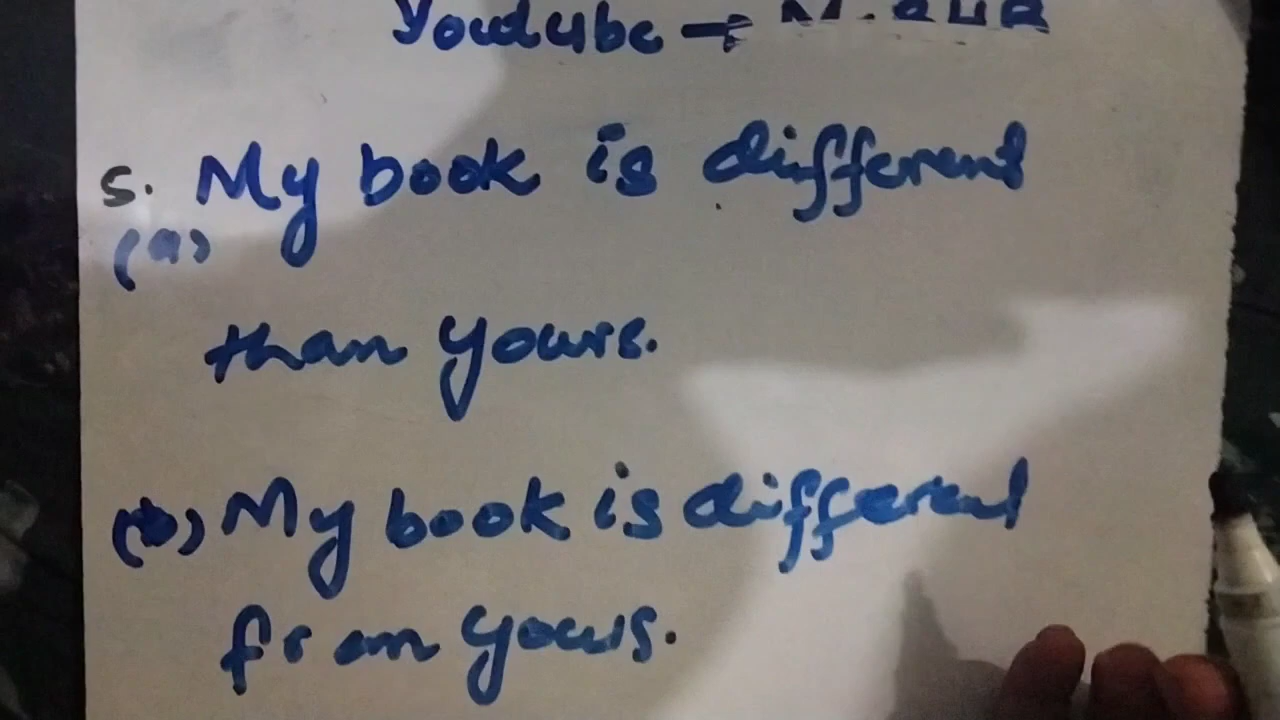 Youtube →
5. My book is different
(a)
than yours.
(b) My book is different
from yours.